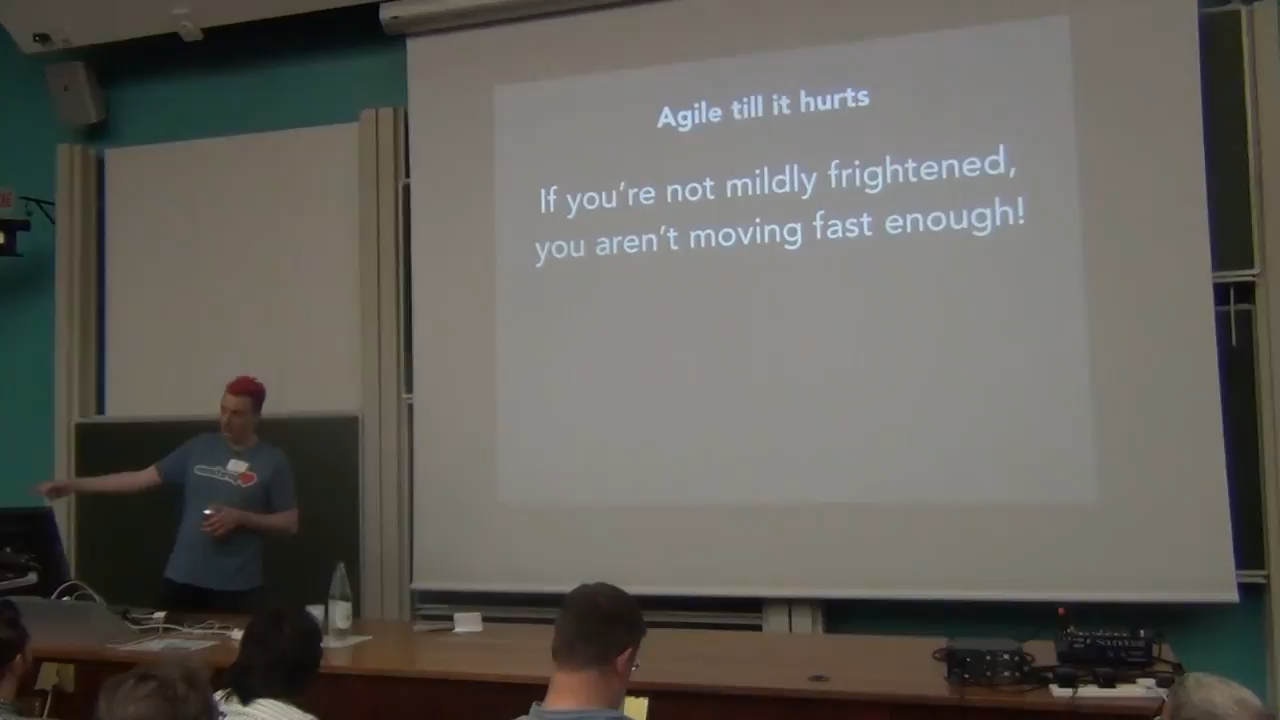 Agile till it hurts
If you're not mildly frightened,
you aren't moving fast enough!